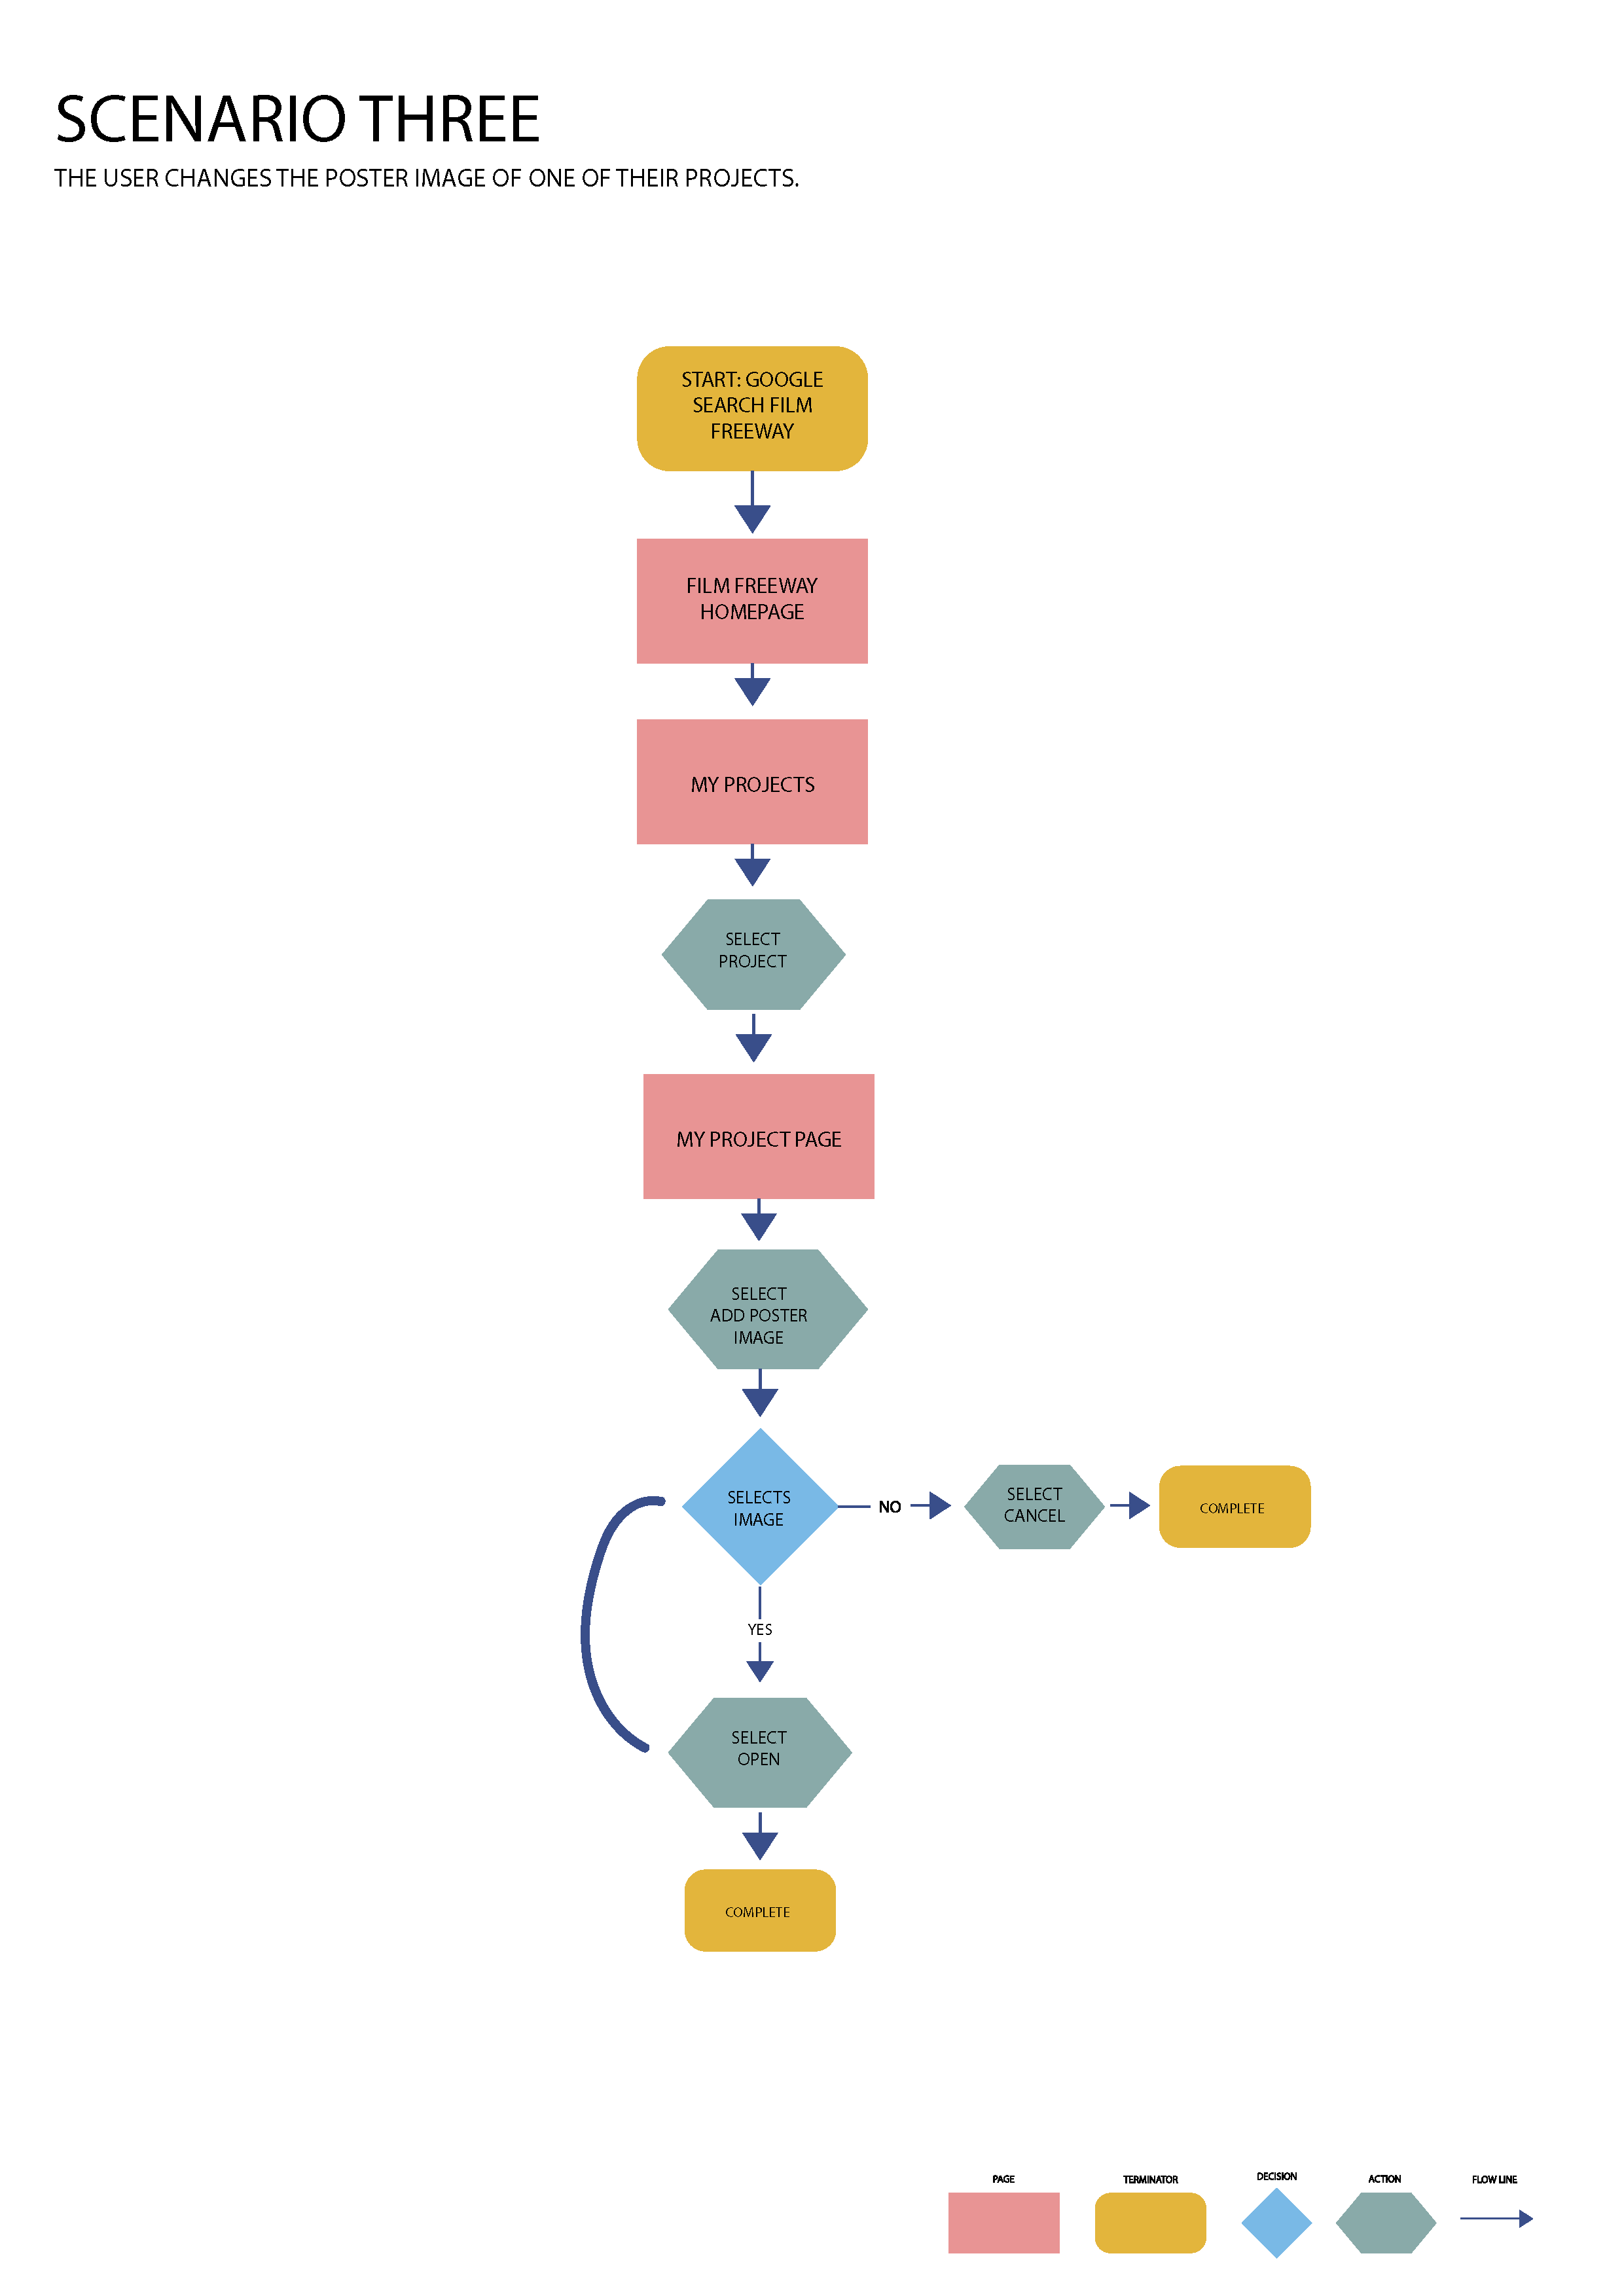 SCENARIO THREE
THE USER CHANGES THE POSTER IMAGE OF ONE OF THEIR PROJECTS.
START: GOOGLE
SEARCH FILM
FREEWAY
FILM FREEWAY
HOMEPAGE
MY PROJECTS
SELECT
PROJECT
MY PROJECT PAGE
SELECT
ADD POSTER
IMAGE
SELECTS
IMAGE
NO
SELECT
CANCEL
COMPLETE
YES
SELECT
OPEN
COMPLETE
PAGE
TERMINATOR
DECISION
ACTION
FLOW LINE